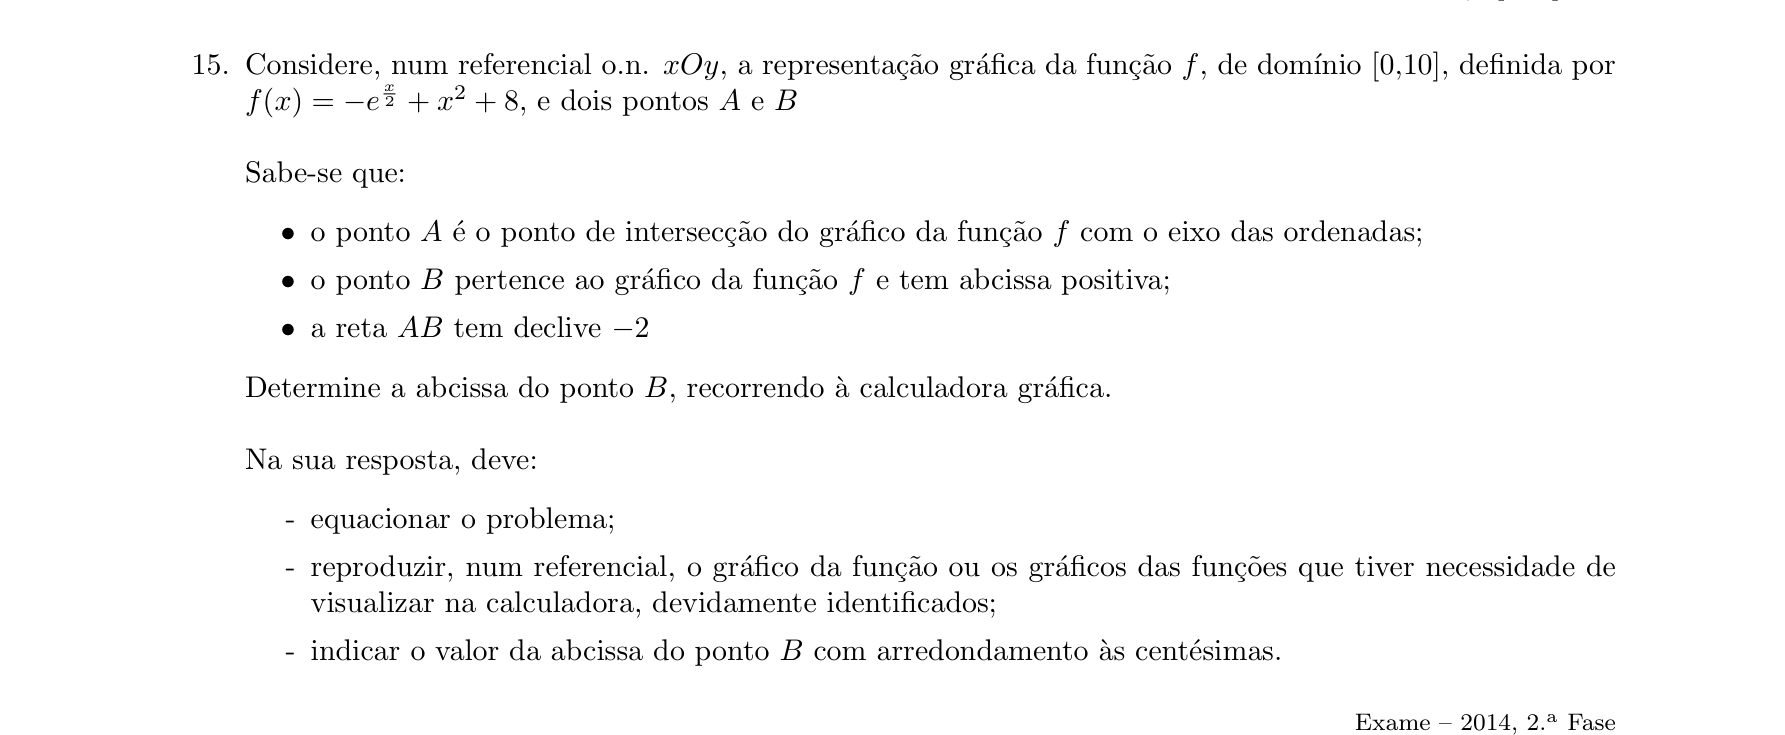 15. Considere, num referencial o.n. xOy, a representação gráfica da função f, de domínio [0,10], definida por
f(x) = −e^{x/2} + x² + 8, e dois pontos A e B
Sabe-se que:
• o ponto A é o ponto de intersecção do gráfico da função f com o eixo das ordenadas;
• o ponto B pertence ao gráfico da função f e tem abcissa positiva;
• a reta AB tem declive −2
Determine a abcissa do ponto B, recorrendo à calculadora gráfica.
Na sua resposta, deve:
- equacionar o problema;
- reproduzir, num referencial, o gráfico da função ou os gráficos das funções que tiver necessidade de
visualizar na calculadora, devidamente identificados;
- indicar o valor da abcissa do ponto B com arredondamento às centésimas.
Exame – 2014, 2.ª Fase